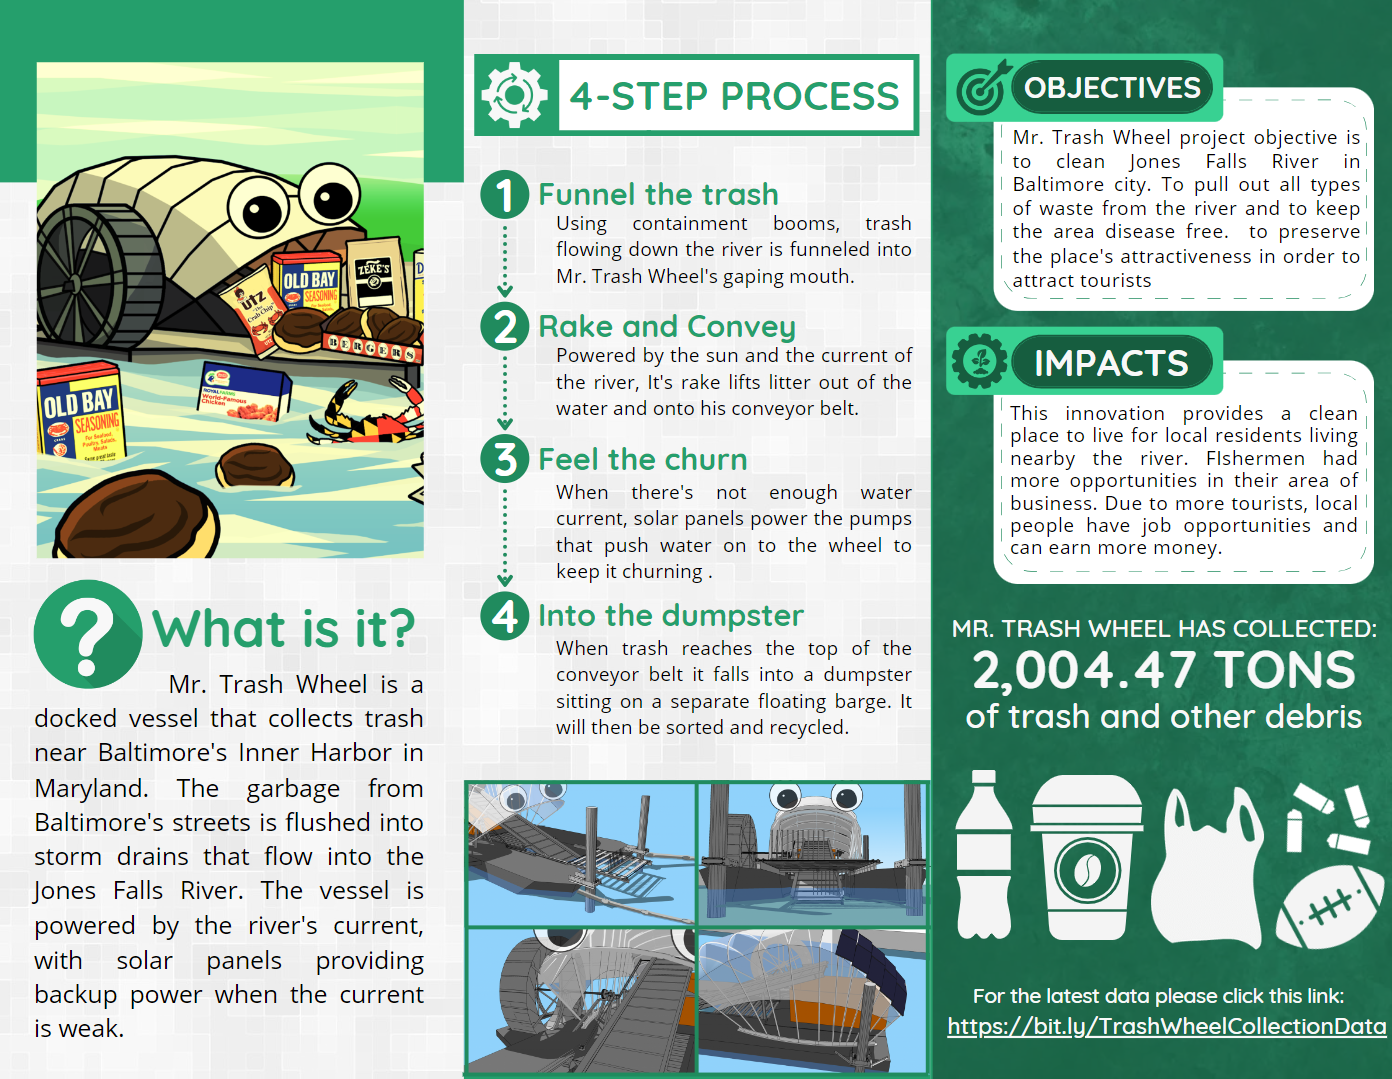 UTZ
"The Crab Chip"
OLD BAY
SEASONING
ZEKE'S
BERGERS
OLD BAY
SEASONING
For Seafood,
Poultry, Salads,
Meats
ROYAL FARMS
World-Famous
Chicken
What is it?
Mr. Trash Wheel is a
docked vessel that collects trash
near Baltimore's Inner Harbor in
Maryland. The garbage from
Baltimore's streets is flushed into
storm drains that flow into the
Jones Falls River. The vessel is
powered by the river's current,
with solar panels providing
backup power when the current
is weak.
4-STEP PROCESS
1 Funnel the trash
Using containment booms, trash
flowing down the river is funneled into
Mr. Trash Wheel's gaping mouth.
2 Rake and Convey
Powered by the sun and the current of
the river, It's rake lifts litter out of the
water and onto his conveyor belt.
3 Feel the churn
When there's not enough water
current, solar panels power the pumps
that push water on to the wheel to
keep it churning .
4 Into the dumpster
When trash reaches the top of the
conveyor belt it falls into a dumpster
sitting on a separate floating barge. It
will then be sorted and recycled.
OBJECTIVES
Mr. Trash Wheel project objective is
to clean Jones Falls River in
Baltimore city. To pull out all types
of waste from the river and to keep
the area disease free. to preserve
the place's attractiveness in order to
attract tourists
IMPACTS
This innovation provides a clean
place to live for local residents living
nearby the river. FIshermen had
more opportunities in their area of
business. Due to more tourists, local
people have job opportunities and
can earn more money.
MR. TRASH WHEEL HAS COLLECTED:
2,004.47 TONS
of trash and other debris
For the latest data please click this link:
https://bit.ly/TrashWheelCollectionData